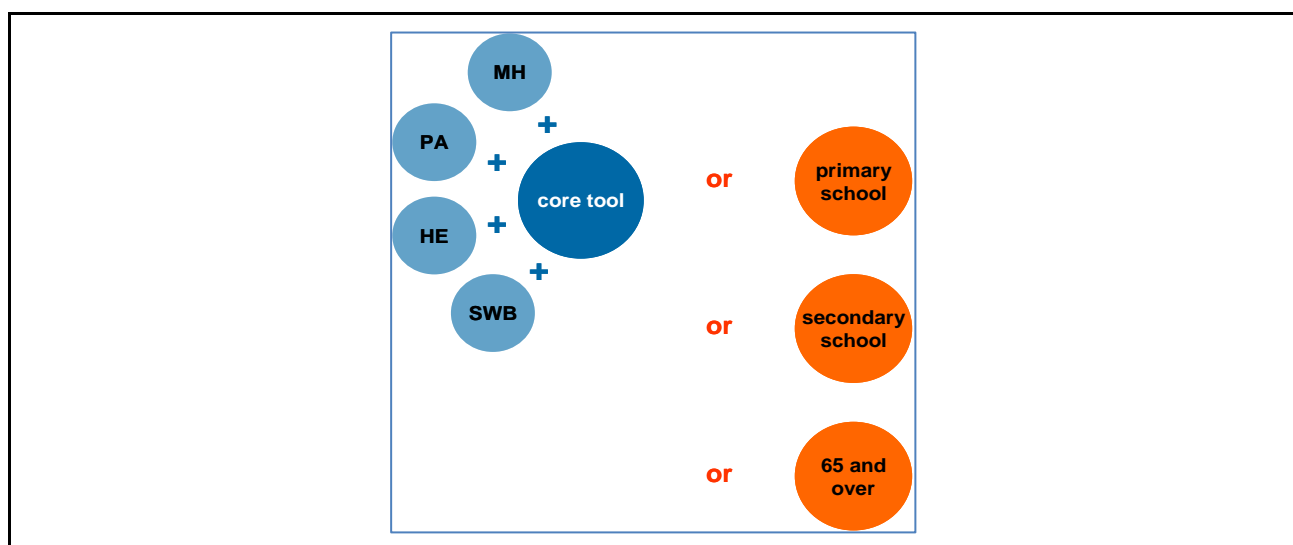 MH
+
PA
+
core tool
+
HE
+
SWB
or
primary
school
or
secondary
school
or
65 and
over